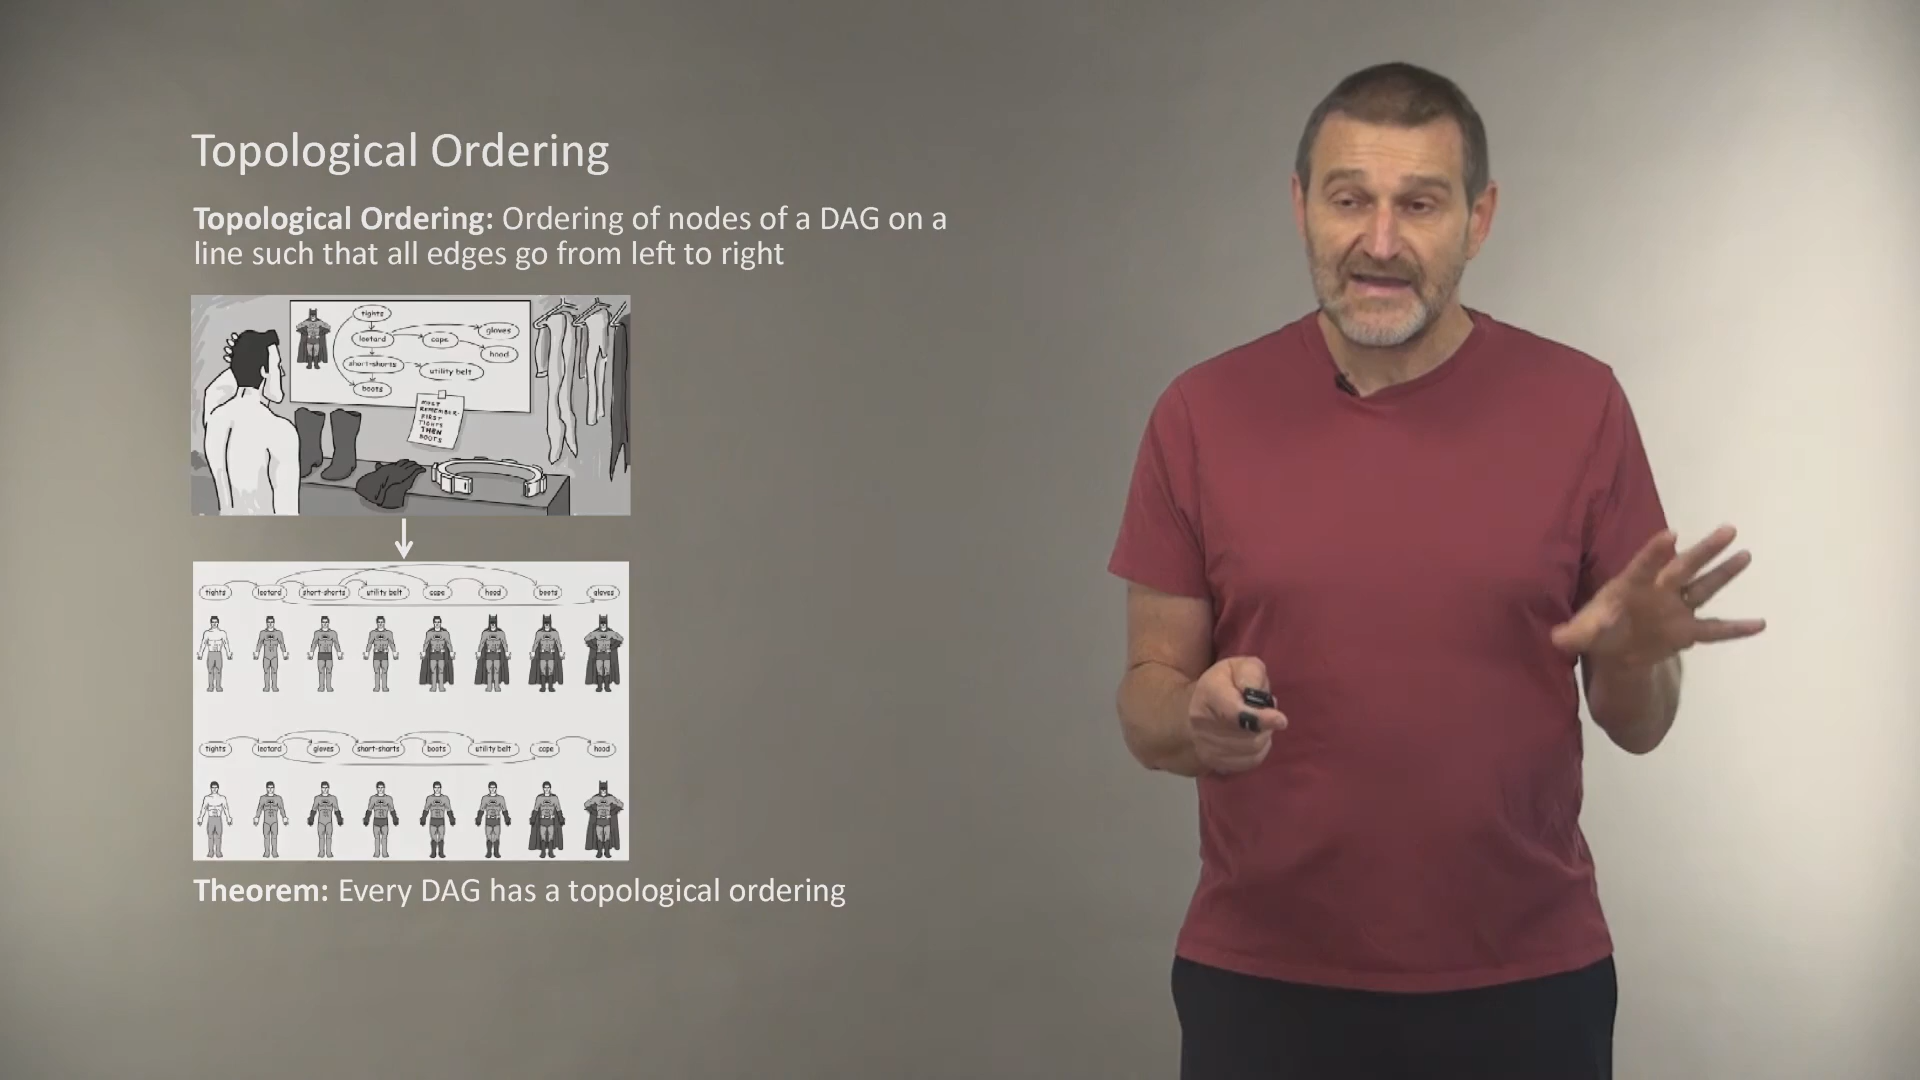 Topological Ordering
Topological Ordering: Ordering of nodes of a DAG on a
line such that all edges go from left to right
tights
leotard
gloves
cape
hood
short-shorts
utility belt
boots
MUST
REMEMBER:
FIRST
TIGHTS
THEN
BOOTS
tights leotard short-shorts utility belt cape hood boots gloves
tights leotard gloves short-shorts boots utility belt cape hood
Theorem: Every DAG has a topological ordering